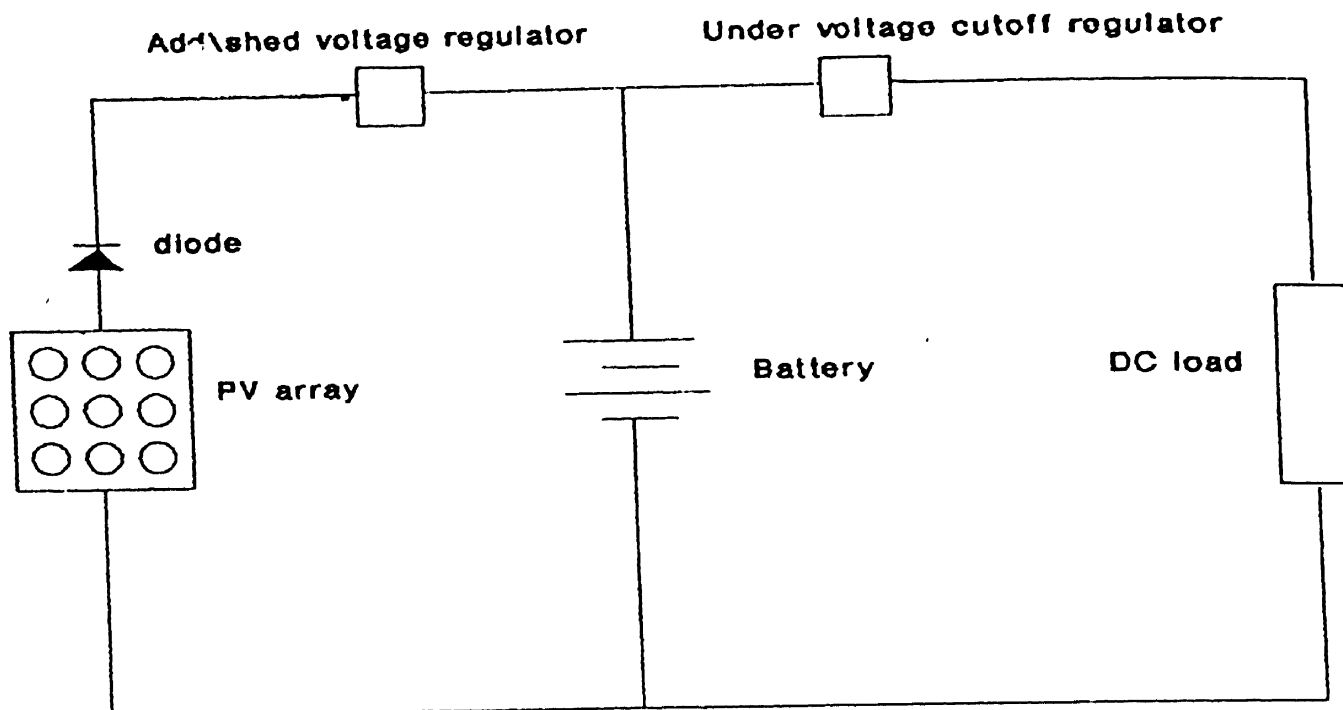 Add\shed voltage regulator
Under voltage cutoff regulator
diode
PV array
Battery
DC load